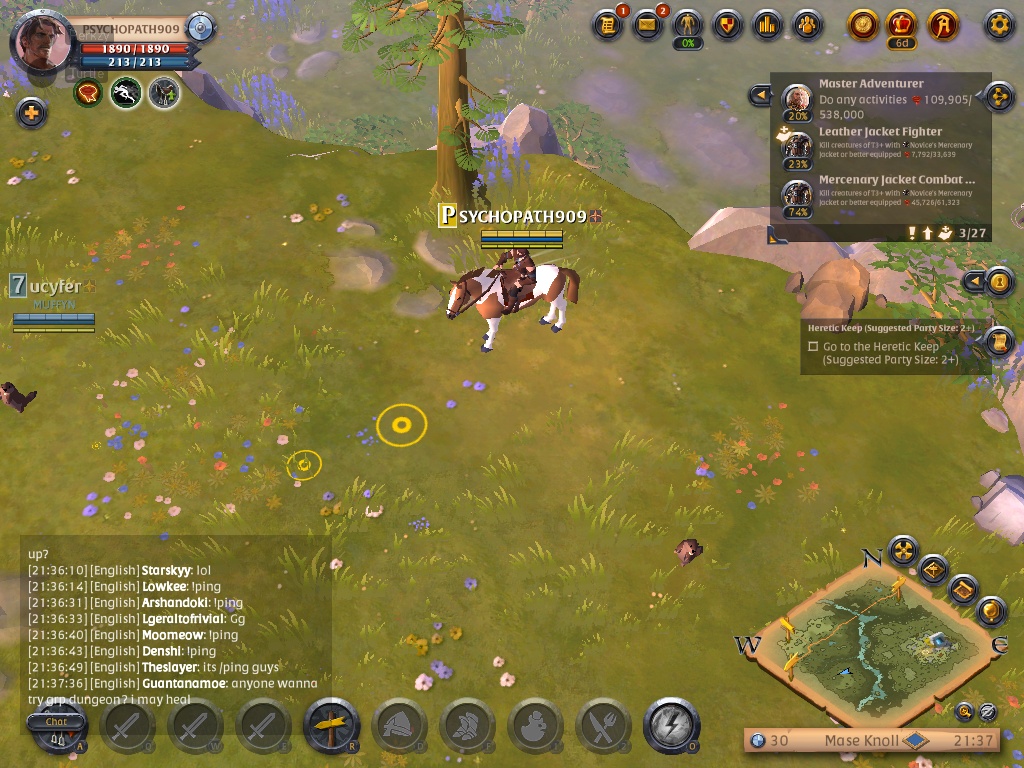 PSYCHOPATH909
1890 / 1890
213 / 213
1
2
0%
6d
Master Adventurer
Do any activities 109,905/
538,000
20%
Leather Jacket Fighter
Kill creatures of T3+ with Novice's Mercenary
Jacket or better equipped 7,792/33,639
23%
Mercenary Jacket Combat ...
Kill creatures of T3+ with Novice's Mercenary
Jacket or better equipped 45,726/61,323
74%
3/27
PSYCHOPATH909
7ucyfer
MUFFYN
Heretic Keep (Suggested Party Size: 2+)
Go to the Heretic Keep
(Suggested Party Size: 2+)
up?
[21:36:10] [English] Starskyy: lol
[21:36:14] [English] Lowkee: !ping
[21:36:31] [English] Arshandoki: !ping
[21:36:33] [English] Lgeraltofrivial: Gg
[21:36:40] [English] Moomeow: !ping
[21:36:43] [English] Denshi: !ping
[21:36:49] [English] Theslayer: its /ping guys
[21:37:36] [English] Guantanamoe: anyone wanna
try grp dungeon? i may heal
N
W
E
Chat
A
Q
W
E
R
D
F
O
30
Mase Knoll
21:37